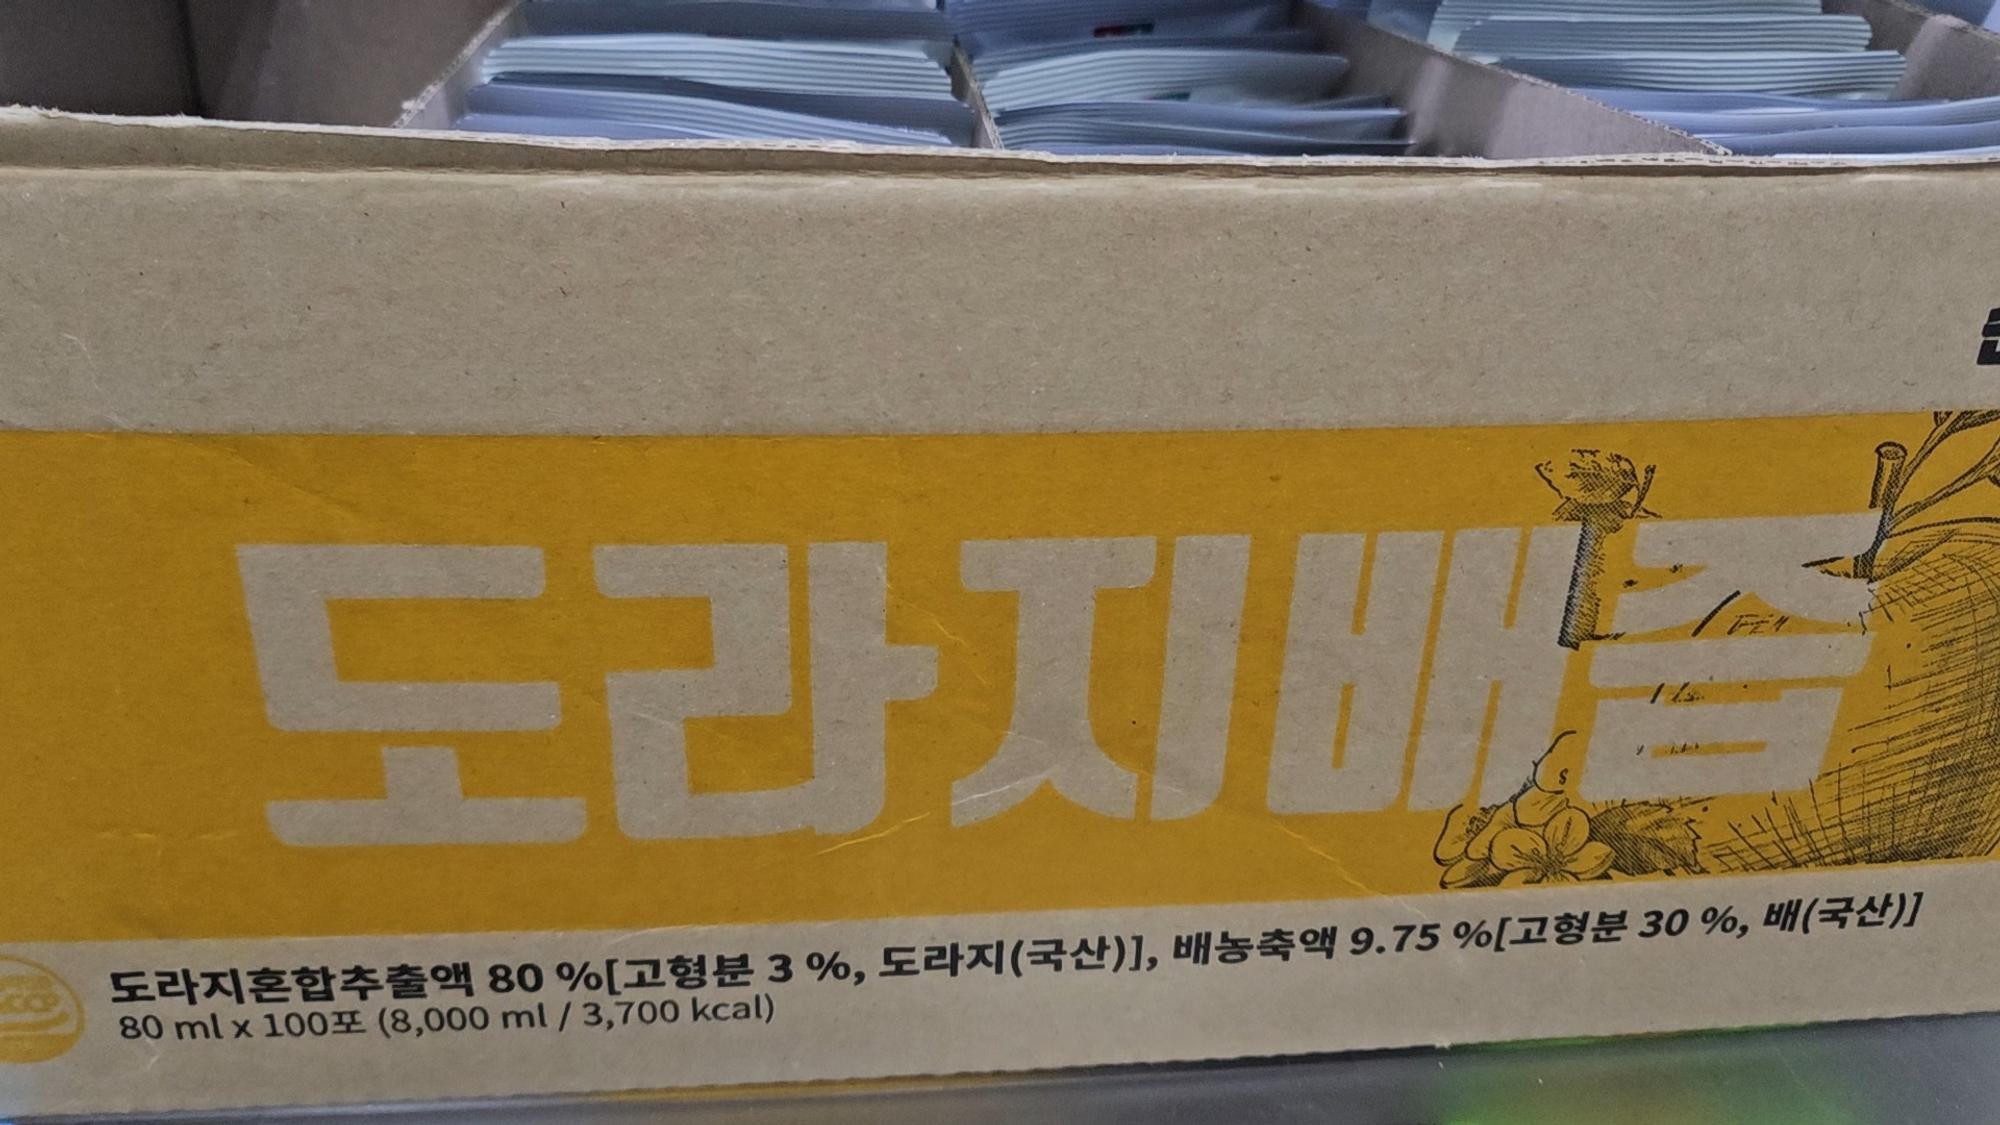 도라지배즙
도라지혼합추출액 80 %[고형분 3 %, 도라지(국산)], 배농축액 9.75 %[고형분 30 %, 배(국산)]
80 ml x 100포 (8,000 ml / 3,700 kcal)